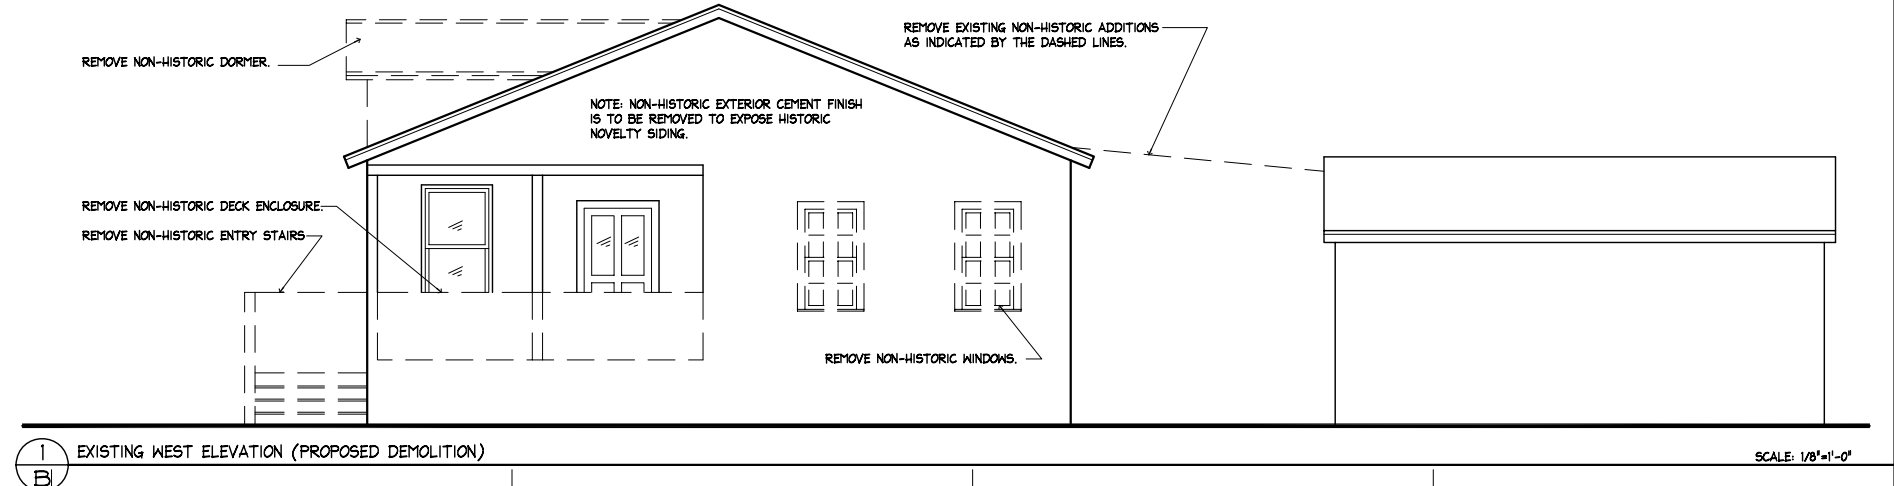 REMOVE EXISTING NON-HISTORIC ADDITIONS
AS INDICATED BY THE DASHED LINES.
REMOVE NON-HISTORIC DORMER.
NOTE: NON-HISTORIC EXTERIOR CEMENT FINISH
IS TO BE REMOVED TO EXPOSE HISTORIC
NOVELTY SIDING.
REMOVE NON-HISTORIC DECK ENCLOSURE.
REMOVE NON-HISTORIC ENTRY STAIRS
REMOVE NON-HISTORIC WINDOWS.
1
B
EXISTING WEST ELEVATION (PROPOSED DEMOLITION)
SCALE: 1/8"=1'-0"